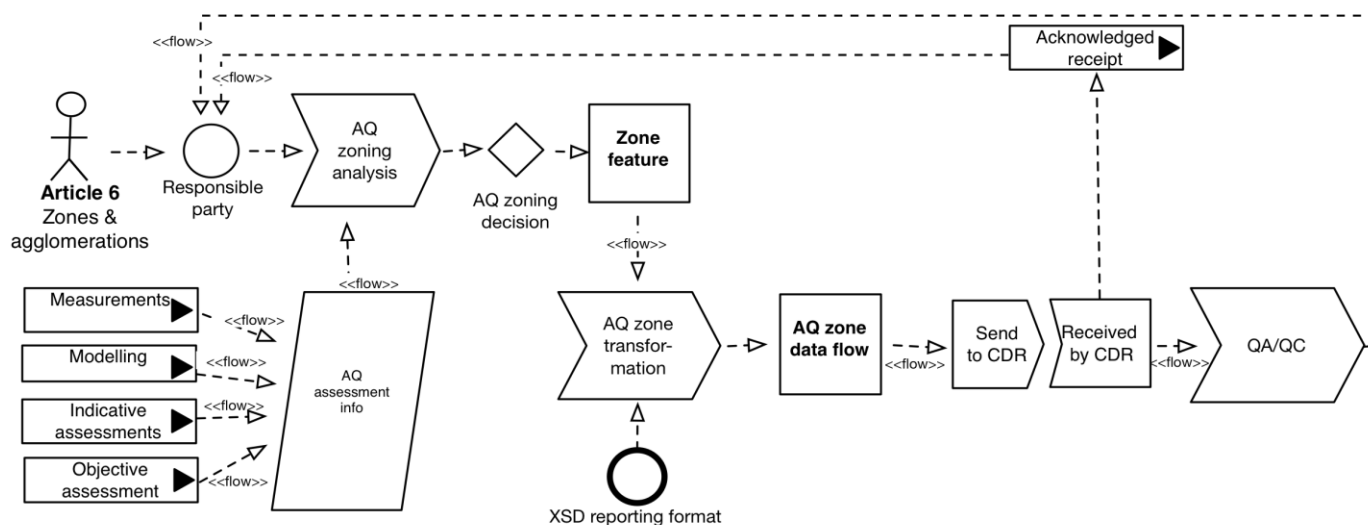 <<flow>>
Acknowledged
receipt
<<flow>>
AQ
zoning
analysis
Zone
feature
Article 6
Zones &
agglomerations
Responsible
party
AQ zoning
decision
<<flow>>
<<flow>>
Measurements
<<flow>>
Modelling
<<flow>>
Indicative
assessments
<<flow>>
Objective
assessment
<<flow>>
AQ
assessment
info
AQ zone
transfor-
mation
AQ zone
data flow
<<flow>>
Send
to CDR
Received
by CDR
<<flow>>
QA/QC
XSD reporting format